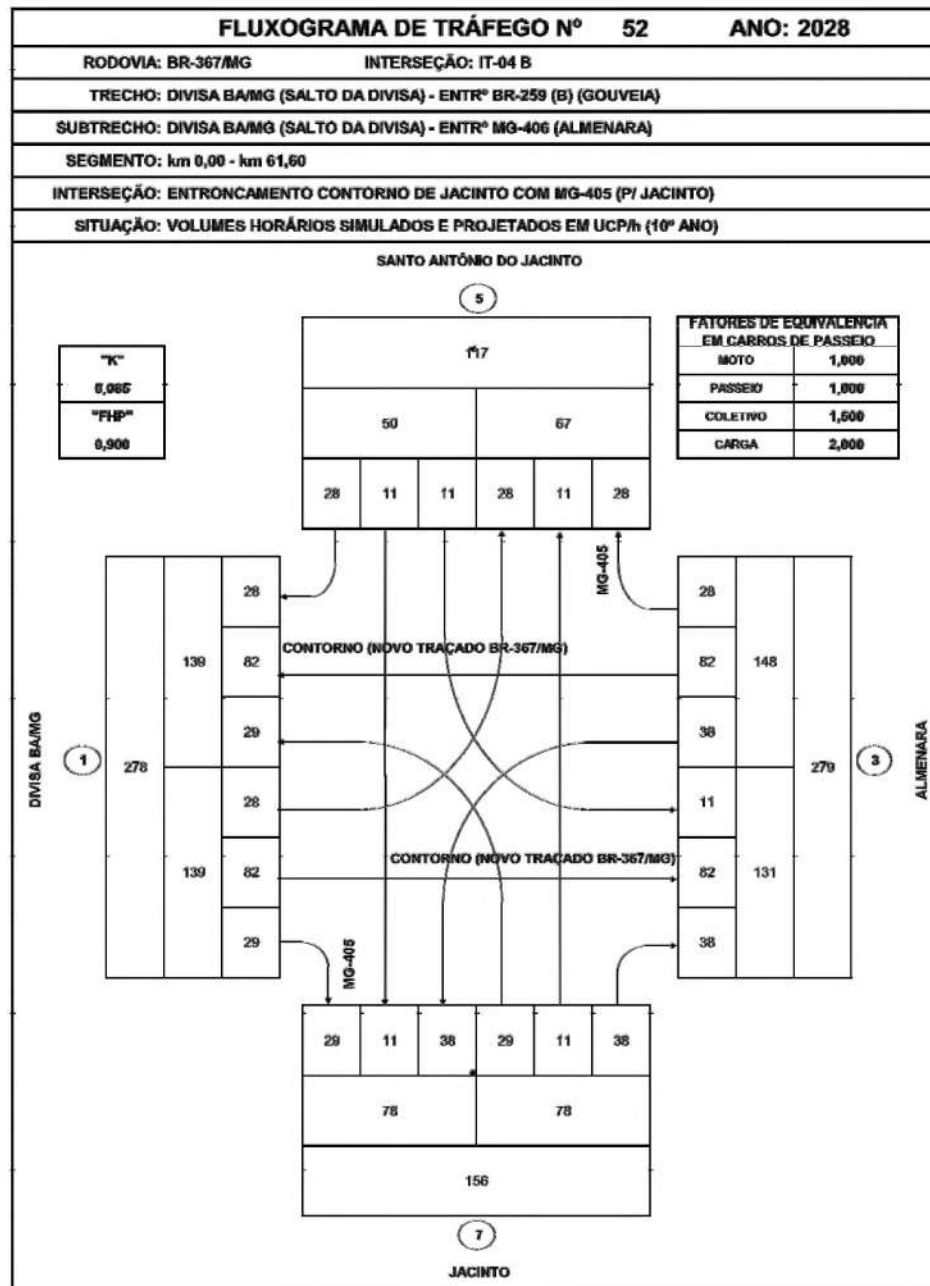 FLUXOGRAMA DE TRÁFEGO Nº 52 ANO: 2028
RODOVIA: BR-367/MG INTERSEÇÃO: IT-04 B
TRECHO: DIVISA BA/MG (SALTO DA DIVISA) - ENTRº BR-259 (B) (GOUVEIA)
SUBTRECHO: DIVISA BA/MG (SALTO DA DIVISA) - ENTRº MG-406 (ALMENARA)
SEGMENTO: km 0,00 - km 61,60
INTERSEÇÃO: ENTRONCAMENTO CONTORNO DE JACINTO COM MG-405 (P/ JACINTO)
SITUAÇÃO: VOLUMES HORÁRIOS SIMULADOS E PROJETADOS EM UCP/h (10º ANO)
SANTO ANTÔNIO DO JACINTO
5
"K"
0,085
"FHP"
0,900
117
50 67
28 11 11 28 11 28
FATORES DE EQUIVALENCIA
EM CARROS DE PASSEIO
MOTO 1,000
PASSEIO 1,000
COLETIVO 1,500
CARGA 2,000
MG-405
DIVISA BA/MG
1
278
139
139
28
82
29
28
82
29
CONTORNO (NOVO TRAÇADO BR-367/MG)
CONTORNO (NOVO TRAÇADO BR-367/MG)
28
82
38
11
82
38
148
131
279
3
ALMENARA
MG-405
29 11 38 29 11 38
78 78
156
7
JACINTO